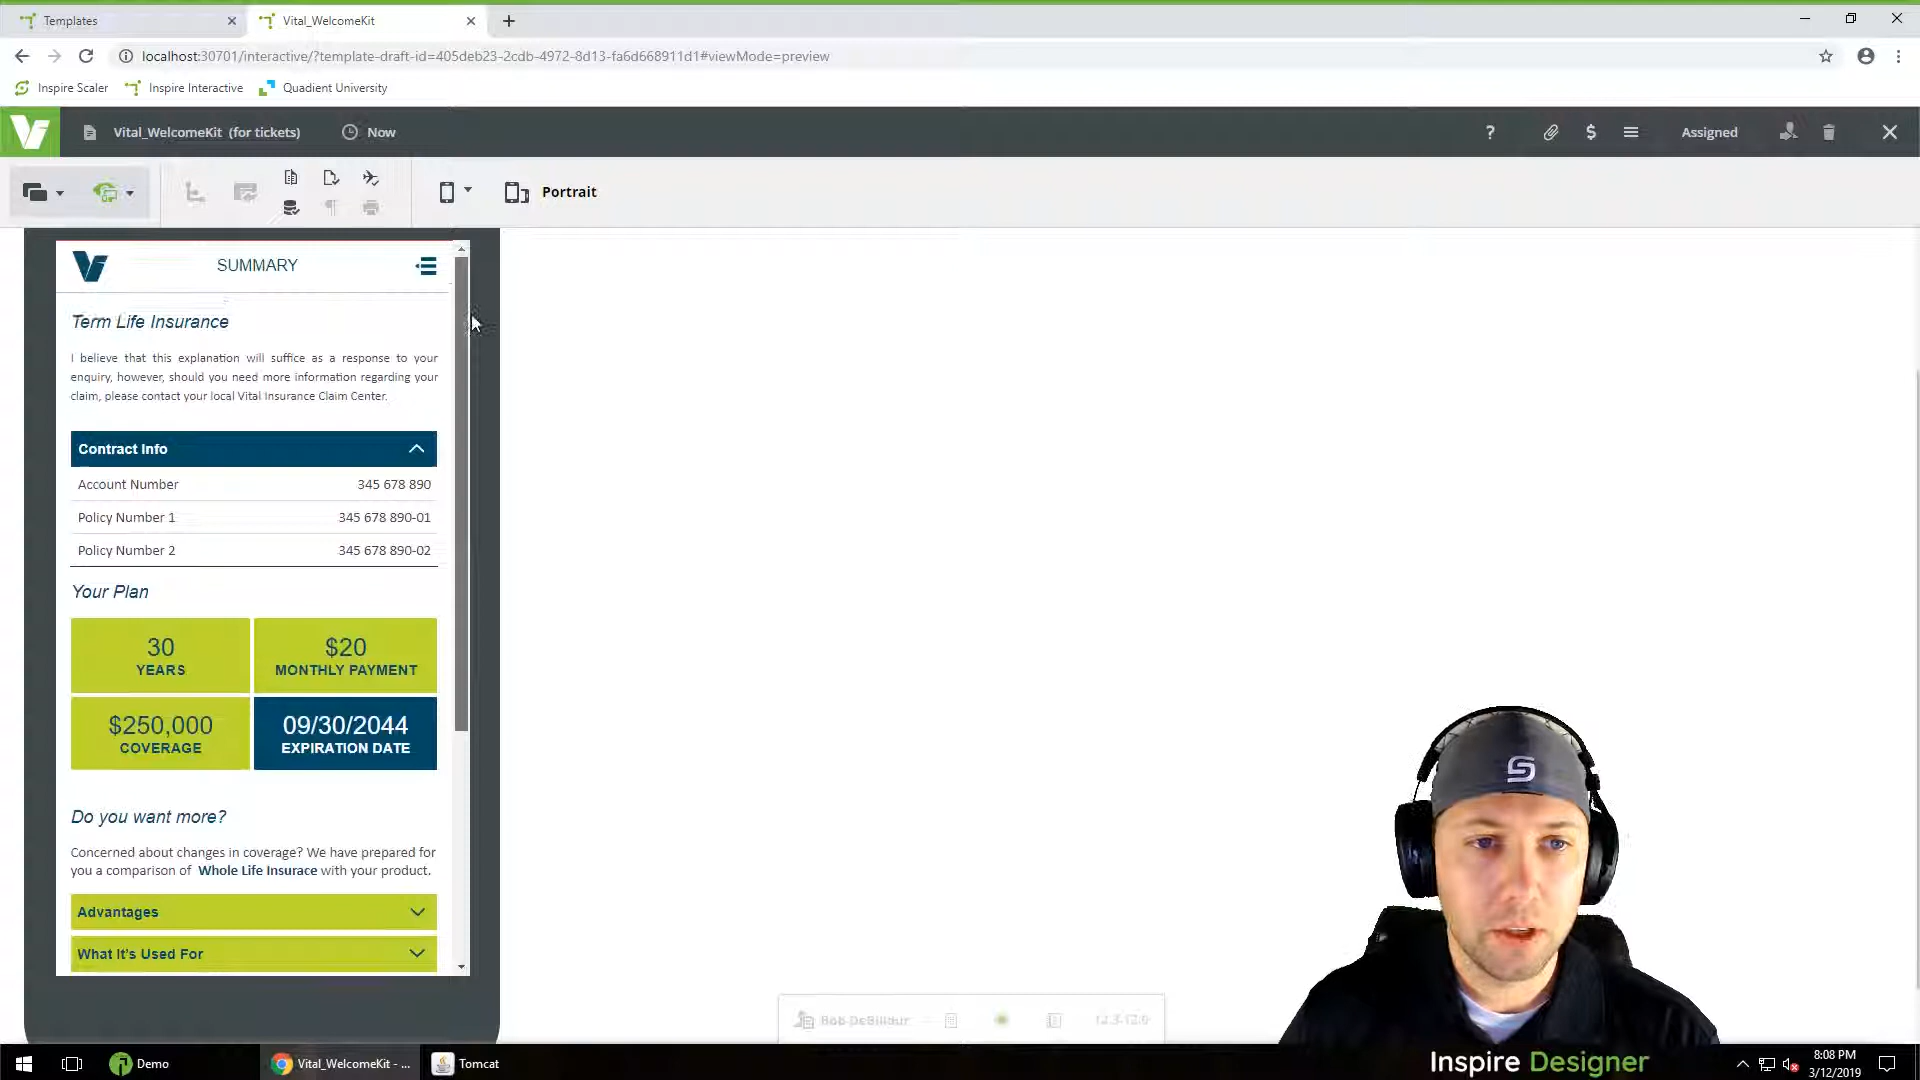 Templates
Vital_WelcomeKit
localhost:30701/interactive/?template-draft-id=405deb23-2cdb-4972-8d13-fa6d668911d1#viewMode=preview
Inspire Scaler
Inspire Interactive
Quadient University
Vital_WelcomeKit (for tickets)
Now
?
$
Assigned
Portrait
SUMMARY
Term Life Insurance
I believe that this explanation will suffice as a response to your
enquiry, however, should you need more information regarding your
claim, please contact your local Vital Insurance Claim Center.
Contract Info
Account Number 345 678 890
Policy Number 1 345 678 890-01
Policy Number 2 345 678 890-02
Your Plan
30
YEARS
$20
MONTHLY PAYMENT
$250,000
COVERAGE
09/30/2044
EXPIRATION DATE
Do you want more?
Concerned about changes in coverage? We have prepared for
you a comparison of Whole Life Insurace with your product.
Advantages
What It's Used For
Demo
Vital_WelcomeKit - ...
Tomcat
Inspire Designer
8:08 PM
3/12/2019